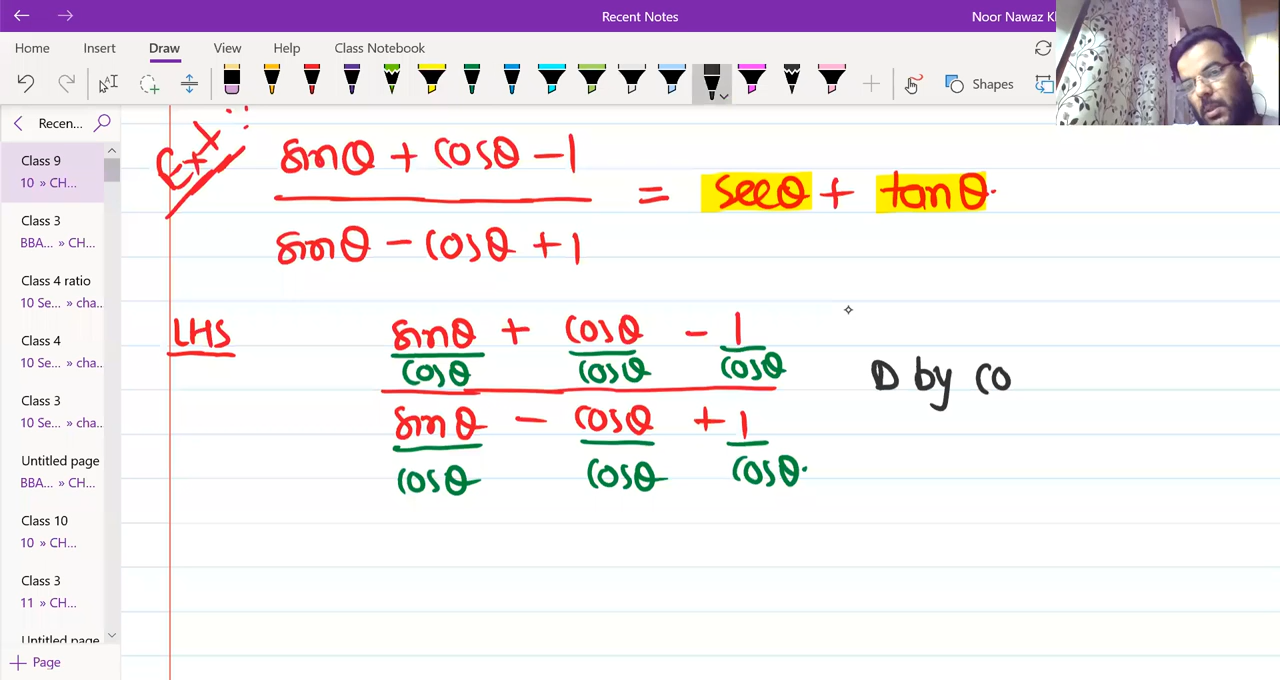 Recent Notes
Noor Nawaz Kh
Home Insert Draw View Help Class Notebook
Shapes
Recen...
Class 9
10 » CH...
Class 3
BBA... » CH...
Class 4 ratio
10 Se... » cha..
Class 4
10 Se... » cha..
Class 3
10 Se... » cha..
Untitled page
BBA... » CH...
Class 10
10 » CH...
Class 3
11 » CH...
Untitled page
Page
sinθ + cosθ - 1
= secθ + tanθ.
sinθ - cosθ + 1
LHS
sinθ + cosθ - 1
cosθ cosθ cosθ
D by co
sinθ - cosθ + 1
cosθ cosθ cosθ.